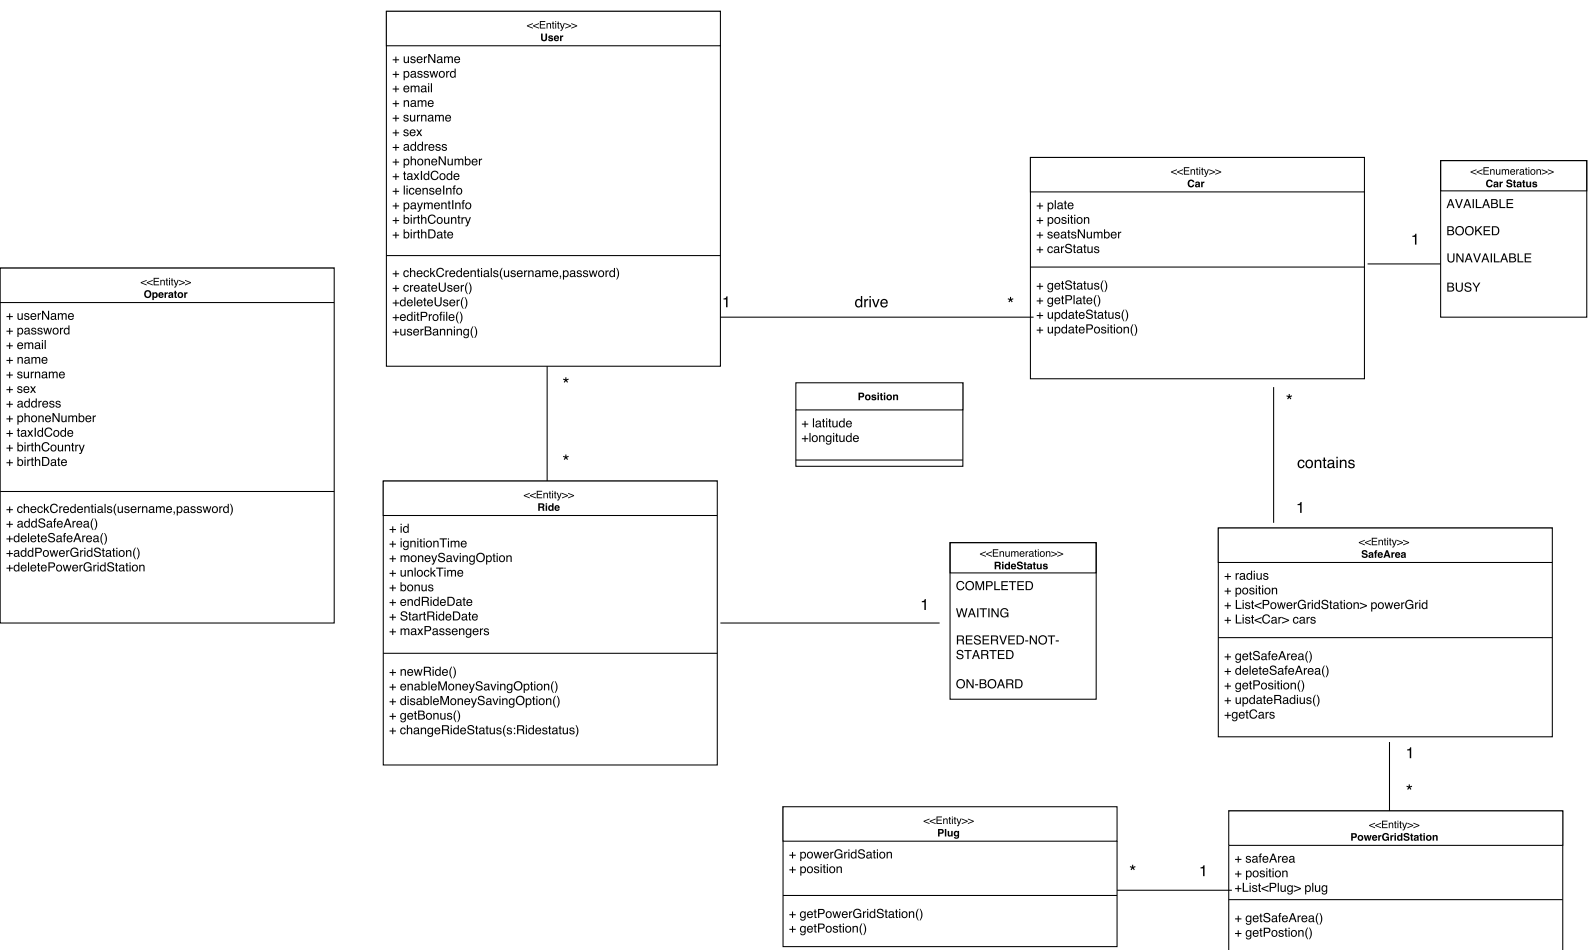 <<Entity>>
User
+ userName
+ password
+ email
+ name
+ surname
+ sex
+ address
+ phoneNumber
+ taxIdCode
+ licenseInfo
+ paymentInfo
+ birthCountry
+ birthDate
+ checkCredentials(username,password)
+ createUser()
+deleteUser()
+editProfile()
+userBanning()
<<Entity>>
Car
+ plate
+ position
+ seatsNumber
+ carStatus
+ getStatus()
+ getPlate()
+ updateStatus()
+ updatePosition()
<<Enumeration>>
Car Status
AVAILABLE
BOOKED
UNAVAILABLE
BUSY
1
<<Entity>>
Operator
+ userName
+ password
+ email
+ name
+ surname
+ sex
+ address
+ phoneNumber
+ taxIdCode
+ birthCountry
+ birthDate
+ checkCredentials(username,password)
+ addSafeArea()
+deleteSafeArea()
+addPowerGridStation()
+deletePowerGridStation
1
drive
*
*
*
Position
+ latitude
+longitude
*
contains
1
<<Entity>>
Ride
+ id
+ ignitionTime
+ moneySavingOption
+ unlockTime
+ bonus
+ endRideDate
+ StartRideDate
+ maxPassengers
+ newRide()
+ enableMoneySavingOption()
+ disableMoneySavingOption()
+ getBonus()
+ changeRideStatus(s:Ridestatus)
1
<<Enumeration>>
RideStatus
COMPLETED
WAITING
RESERVED-NOT-
STARTED
ON-BOARD
<<Entity>>
SafeArea
+ radius
+ position
+ List<PowerGridStation> powerGrid
+ List<Car> cars
+ getSafeArea()
+ deleteSafeArea()
+ getPosition()
+ updateRadius()
+getCars
1
*
<<Entity>>
Plug
+ powerGridSation
+ position
+ getPowerGridStation()
+ getPostion()
*
1
<<Entity>>
PowerGridStation
+ safeArea
+ position
+List<Plug> plug
+ getSafeArea()
+ getPostion()